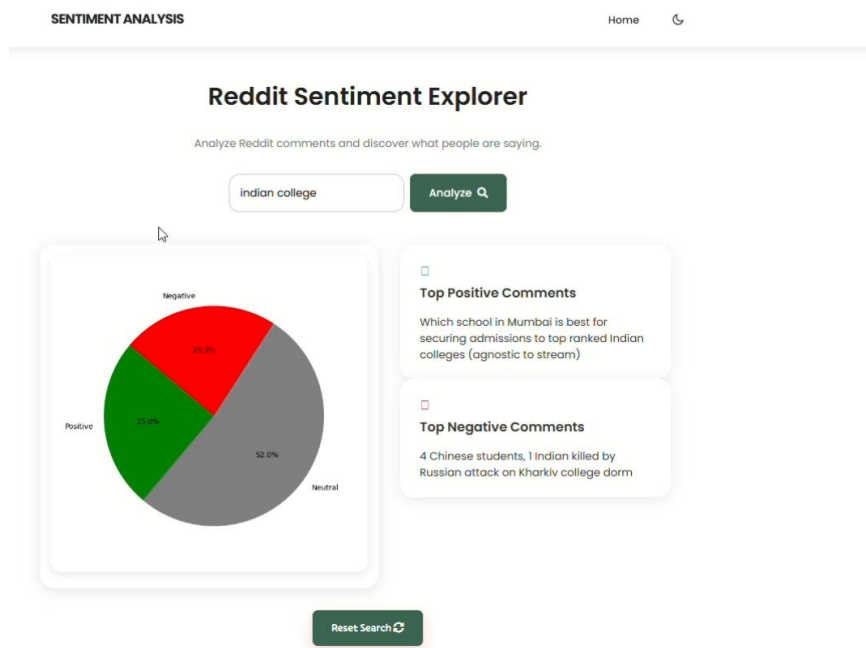 SENTIMENT ANALYSIS
Home
Reddit Sentiment Explorer
Analyze Reddit comments and discover what people are saying.
indian college
Analyze
Negative
25.0%
Positive
23.0%
52.0%
Neutral
Top Positive Comments
Which school in Mumbai is best for
securing admissions to top ranked Indian
colleges (agnostic to stream)
Top Negative Comments
4 Chinese students, 1 Indian killed by
Russian attack on Kharkiv college dorm
Reset Search